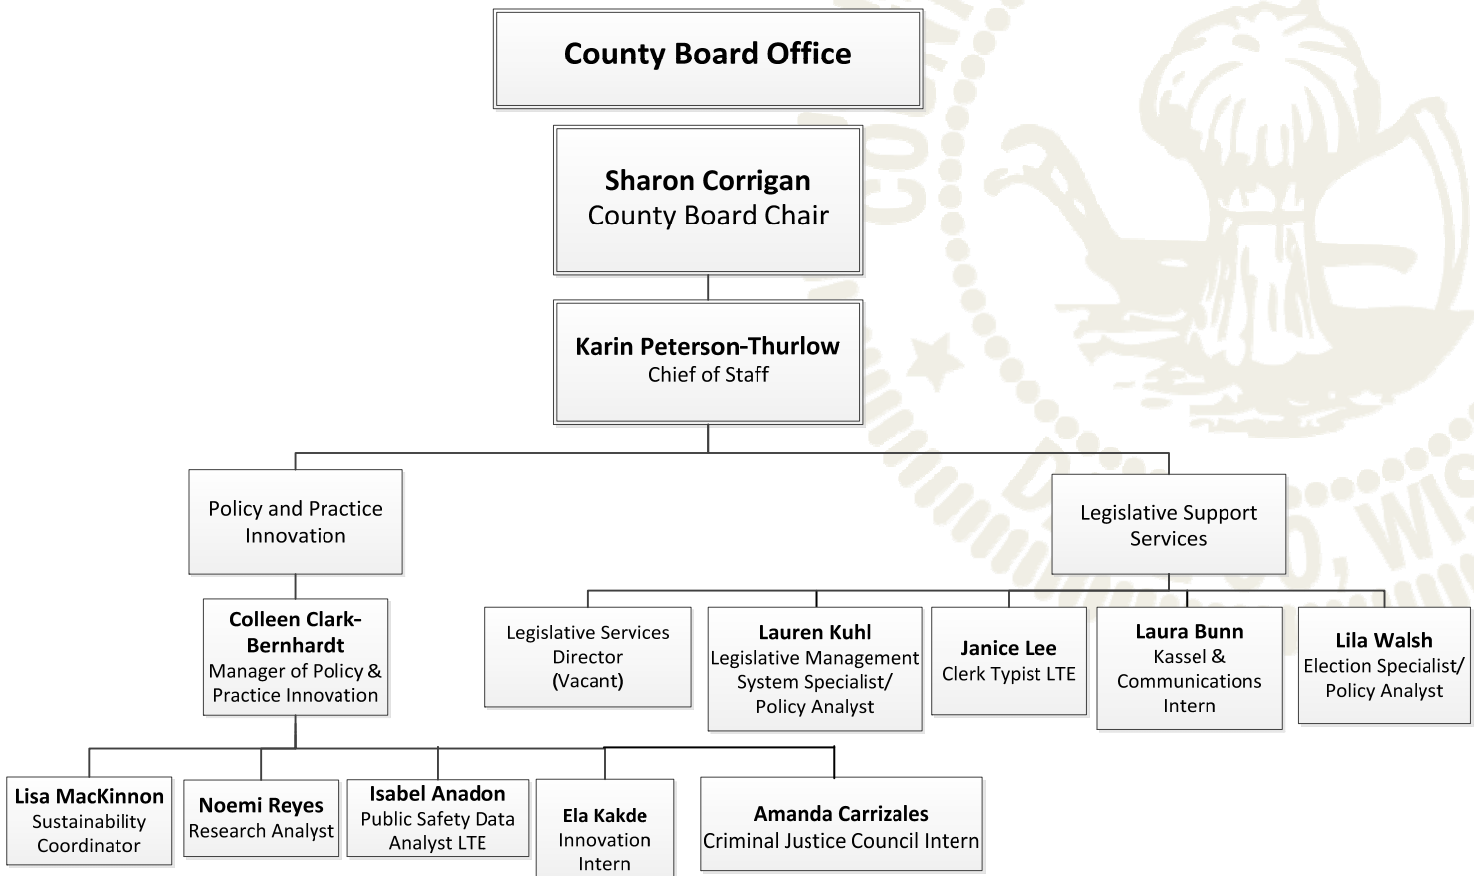 County Board Office
Sharon Corrigan
County Board Chair
Karin Peterson-Thurlow
Chief of Staff
Policy and Practice
Innovation
Legislative Support
Services
Colleen Clark-
Bernhardt
Manager of Policy &
Practice Innovation
Legislative Services
Director
(Vacant)
Lauren Kuhl
Legislative Management
System Specialist/
Policy Analyst
Janice Lee
Clerk Typist LTE
Laura Bunn
Kassel &
Communications
Intern
Lila Walsh
Election Specialist/
Policy Analyst
Lisa MacKinnon
Sustainability
Coordinator
Noemi Reyes
Research Analyst
Isabel Anadon
Public Safety Data
Analyst LTE
Ela Kakde
Innovation
Intern
Amanda Carrizales
Criminal Justice Council Intern